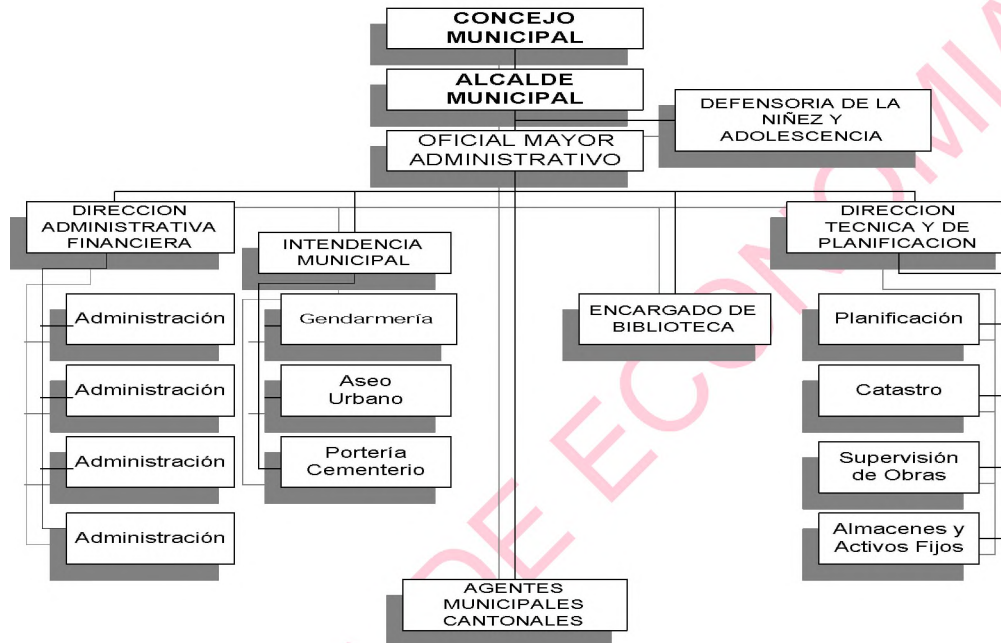 CONCEJO
MUNICIPAL
ALCALDE
MUNICIPAL
DEFENSORIA DE LA
NIÑEZ Y
ADOLESCENCIA
OFICIAL MAYOR
ADMINISTRATIVO
DIRECCION
ADMINISTRATIVA
FINANCIERA
INTENDENCIA
MUNICIPAL
ENCARGADO DE
BIBLIOTECA
DIRECCION
TECNICA Y DE
PLANIFICACION
Administración
Administración
Administración
Administración
Gendarmería
Aseo
Urbano
Portería
Cementerio
Planificación
Catastro
Supervisión
de Obras
Almacenes y
Activos Fijos
AGENTES
MUNICIPALES
CANTONALES
DE ECONOMIA